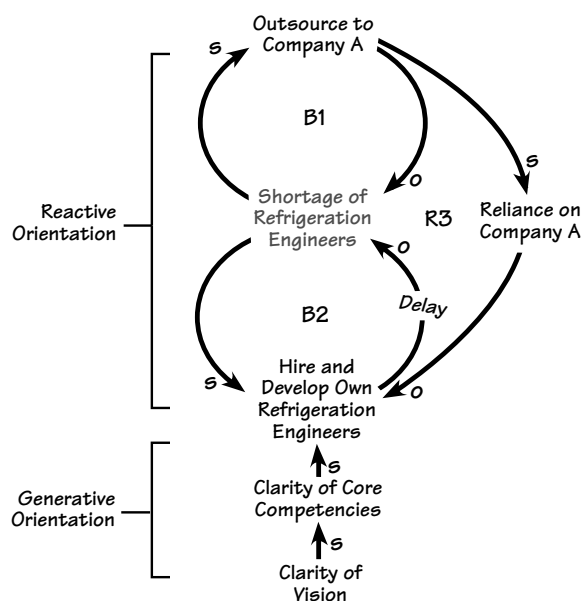 Outsource to
Company A
s
B1
s
o
Shortage of
Refrigeration
Engineers
R3
Reliance on
Company A
Reactive
Orientation
o
Delay
B2
s
o
Hire and
Develop Own
Refrigeration
Engineers
s
Generative
Orientation
Clarity of Core
Competencies
s
Clarity of
Vision